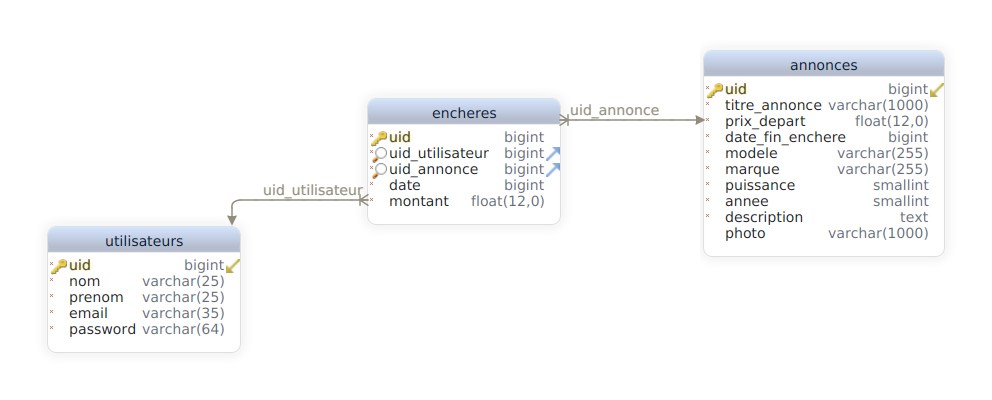 annonces
uid bigint
titre_annonce varchar(1000)
prix_depart float(12,0)
date_fin_enchere bigint
modele varchar(255)
marque varchar(255)
puissance smallint
annee smallint
description text
photo varchar(1000)
uid_annonce
encheres
uid bigint
uid_utilisateur bigint
uid_annonce bigint
date bigint
montant float(12,0)
uid_utilisateur
utilisateurs
uid bigint
nom varchar(25)
prenom varchar(25)
email varchar(35)
password varchar(64)